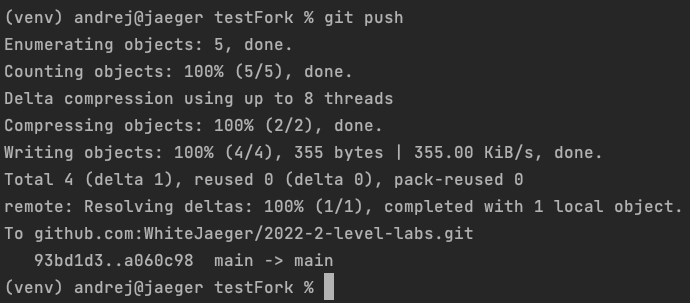 (venv) andrej@jaeger testFork % git push
Enumerating objects: 5, done.
Counting objects: 100% (5/5), done.
Delta compression using up to 8 threads
Compressing objects: 100% (2/2), done.
Writing objects: 100% (4/4), 355 bytes | 355.00 KiB/s, done.
Total 4 (delta 1), reused 0 (delta 0), pack-reused 0
remote: Resolving deltas: 100% (1/1), completed with 1 local object.
To github.com:WhiteJaeger/2022-2-level-labs.git
   93bd1d3..a060c98  main -> main
(venv) andrej@jaeger testFork %